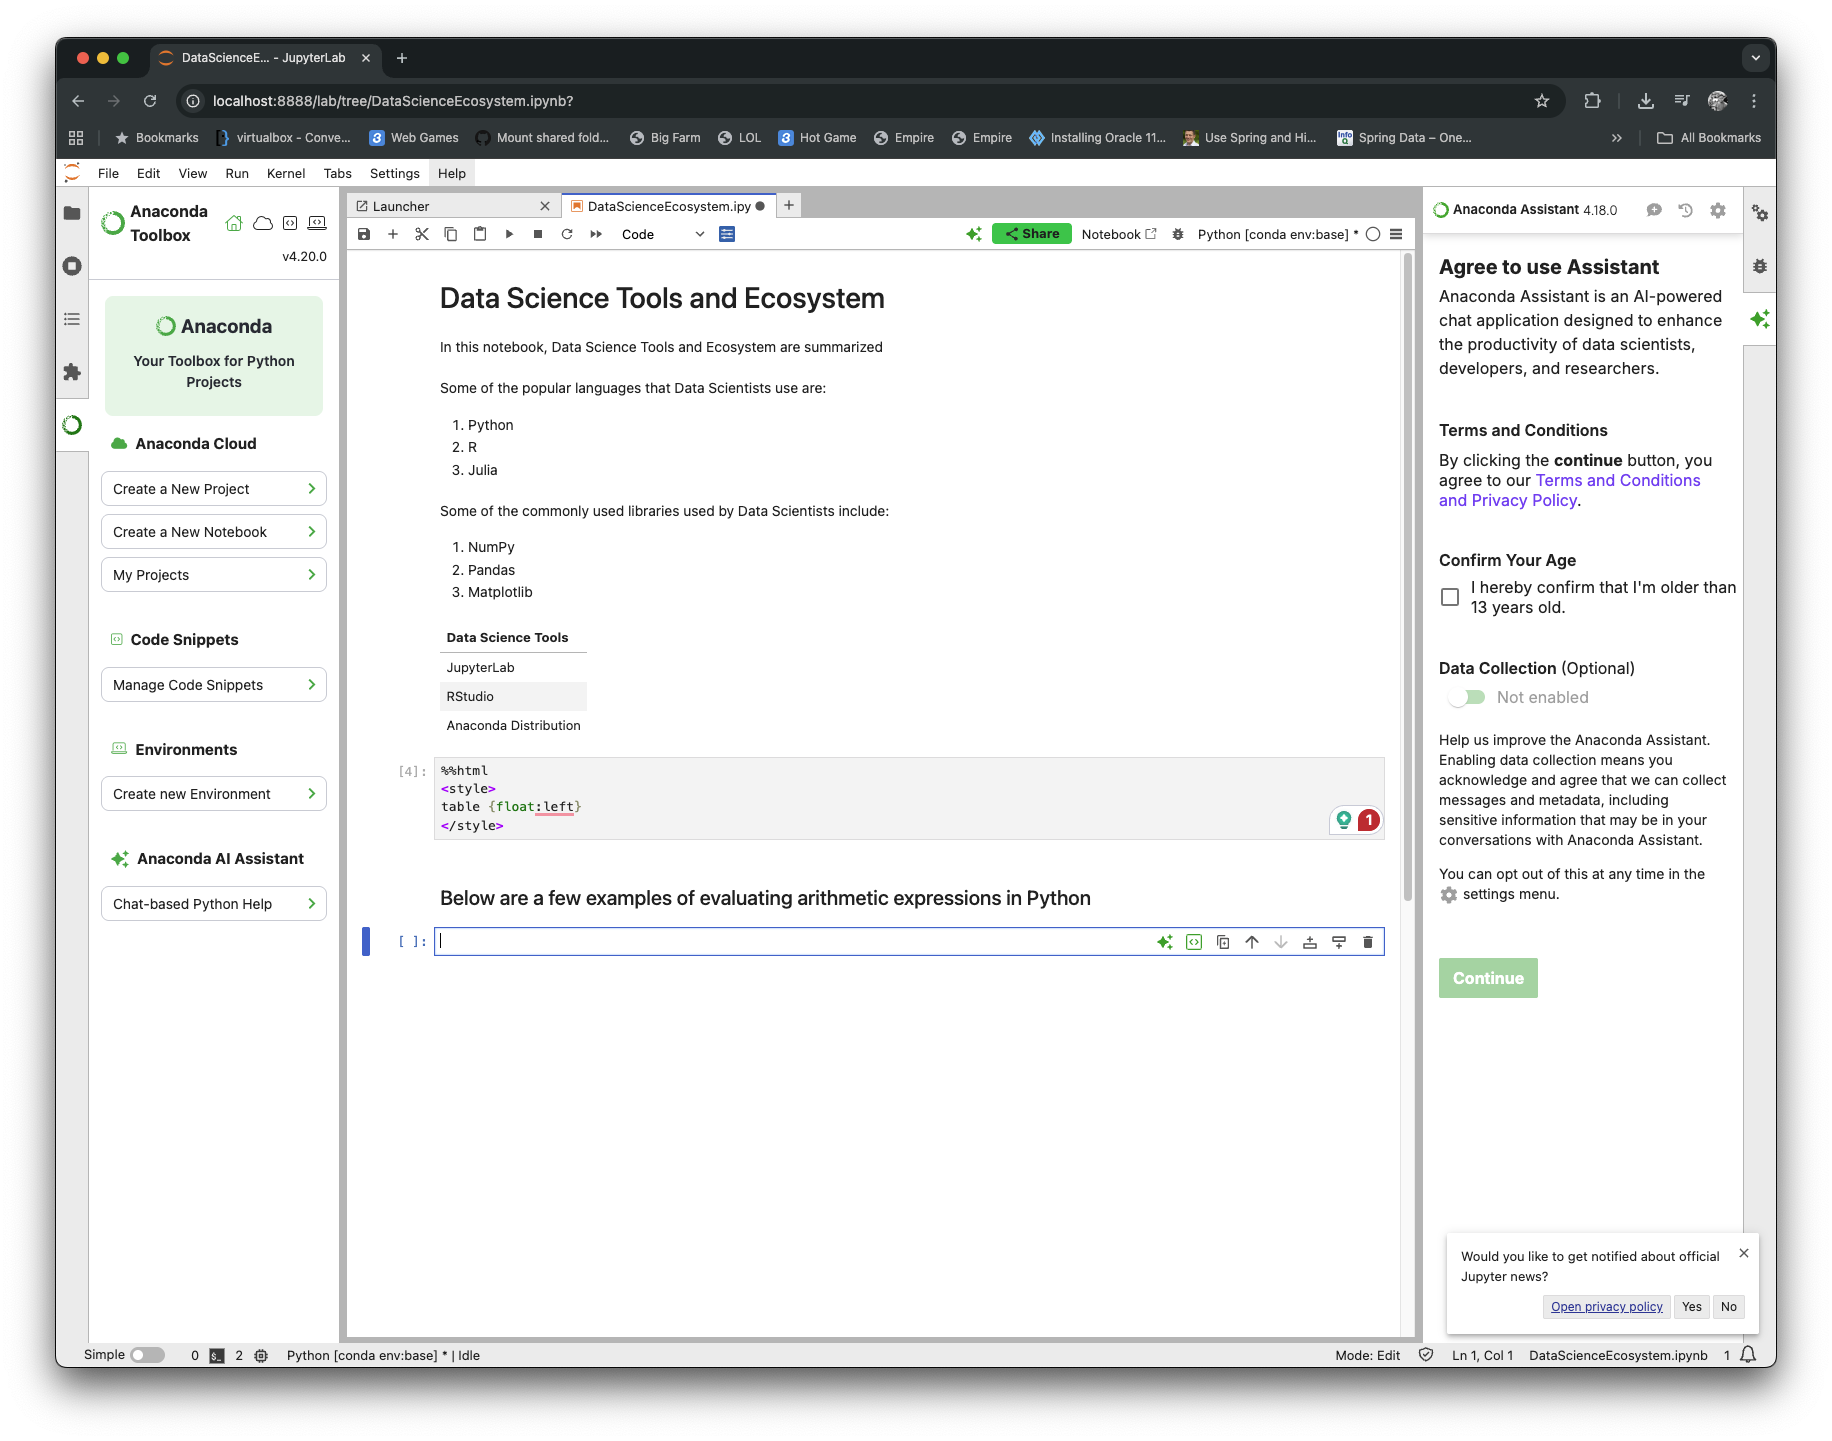 DataScienceE... - JupyterLab
localhost:8888/lab/tree/DataScienceEcosystem.ipynb?
Bookmarks
virtualbox - Conve...
Web Games
Mount shared fold...
Big Farm
LOL
Hot Game
Empire
Empire
Installing Oracle 11...
Use Spring and Hi...
Spring Data – One...
All Bookmarks
File Edit View Run Kernel Tabs Settings Help
Anaconda
Toolbox
v4.20.0
Anaconda
Your Toolbox for Python
Projects
Anaconda Cloud
Create a New Project
Create a New Notebook
My Projects
Code Snippets
Manage Code Snippets
Environments
Create new Environment
Anaconda AI Assistant
Chat-based Python Help
Launcher
DataScienceEcosystem.ipy
Code
Share
Notebook
Python [conda env:base] *
Data Science Tools and Ecosystem
In this notebook, Data Science Tools and Ecosystem are summarized
Some of the popular languages that Data Scientists use are:
1. Python
2. R
3. Julia
Some of the commonly used libraries used by Data Scientists include:
1. NumPy
2. Pandas
3. Matplotlib
Data Science Tools
JupyterLab
RStudio
Anaconda Distribution
[4]:
%%html
<style>
table {float:left}
</style>
1
Below are a few examples of evaluating arithmetic expressions in Python
[ ]:
Anaconda Assistant 4.18.0
Agree to use Assistant
Anaconda Assistant is an AI-powered
chat application designed to enhance
the productivity of data scientists,
developers, and researchers.
Terms and Conditions
By clicking the continue button, you
agree to our Terms and Conditions
and Privacy Policy.
Confirm Your Age
I hereby confirm that I'm older than
13 years old.
Data Collection (Optional)
Not enabled
Help us improve the Anaconda Assistant.
Enabling data collection means you
acknowledge and agree that we can collect
messages and metadata, including
sensitive information that may be in your
conversations with Anaconda Assistant.
You can opt out of this at any time in the
settings menu.
Continue
Would you like to get notified about official
Jupyter news?
Open privacy policy
Yes
No
Simple
0
2
Python [conda env:base] * | Idle
Mode: Edit
Ln 1, Col 1
DataScienceEcosystem.ipynb
1